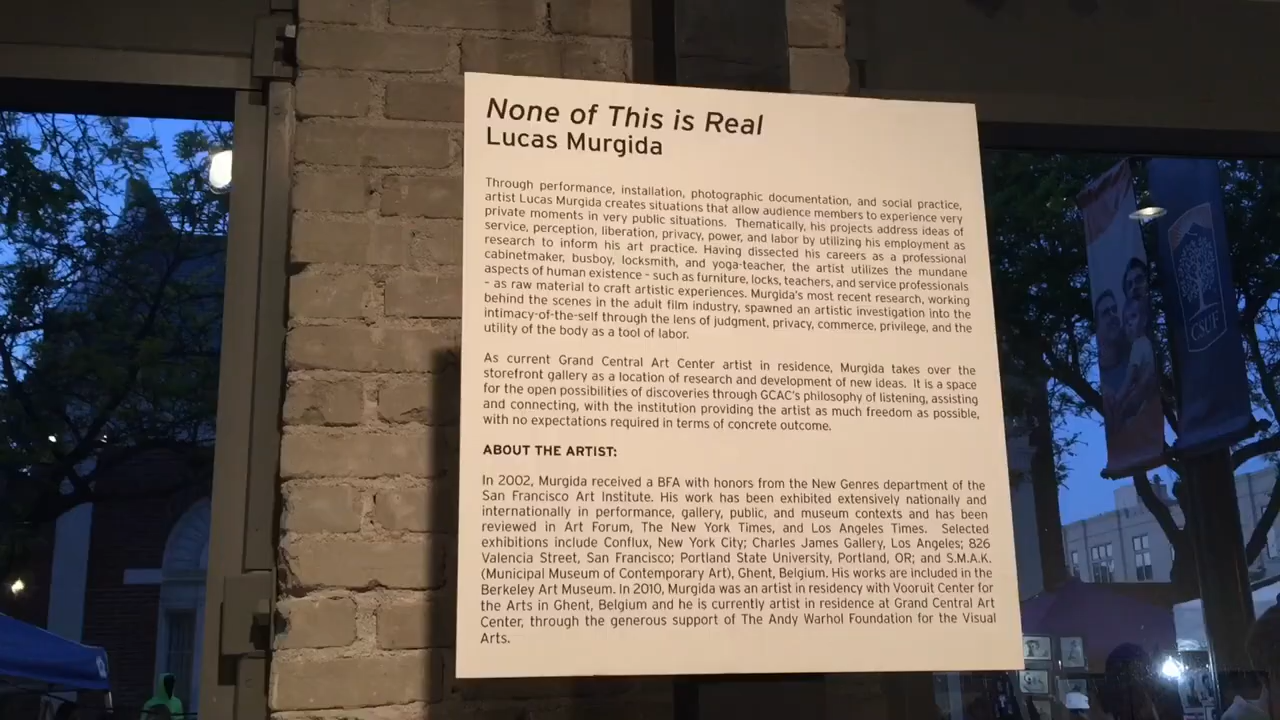 None of This is Real
Lucas Murgida
Through performance, installation, photographic documentation, and social practice,
artist Lucas Murgida creates situations that allow audience members to experience very
private moments in very public situations. Thematically, his projects address ideas of
service, perception, liberation, privacy, power, and labor by utilizing his employment as
research to inform his art practice. Having dissected his careers as a professional
cabinetmaker, busboy, locksmith, and yoga-teacher, the artist utilizes the mundane
aspects of human existence - such as furniture, locks, teachers, and service professionals
- as raw material to craft artistic experiences. Murgida's most recent research, working
behind the scenes in the adult film industry, spawned an artistic investigation into the
intimacy-of-the-self through the lens of judgment, privacy, commerce, privilege, and the
utility of the body as a tool of labor.
As current Grand Central Art Center artist in residence, Murgida takes over the
storefront gallery as a location of research and development of new ideas. It is a space
for the open possibilities of discoveries through GCAC's philosophy of listening, assisting
and connecting, with the institution providing the artist as much freedom as possible,
with no expectations required in terms of concrete outcome.
ABOUT THE ARTIST:
In 2002, Murgida received a BFA with honors from the New Genres department of the
San Francisco Art Institute. His work has been exhibited extensively nationally and
internationally in performance, gallery, public, and museum contexts and has been
reviewed in Art Forum, The New York Times, and Los Angeles Times. Selected
exhibitions include Conflux, New York City; Charles James Gallery, Los Angeles; 826
Valencia Street, San Francisco; Portland State University, Portland, OR; and S.M.A.K.
(Municipal Museum of Contemporary Art), Ghent, Belgium. His works are included in the
Berkeley Art Museum. In 2010, Murgida was an artist in residency with Vooruit Center for
the Arts in Ghent, Belgium and he is currently artist in residence at Grand Central Art
Center, through the generous support of The Andy Warhol Foundation for the Visual
Arts.
CSUF